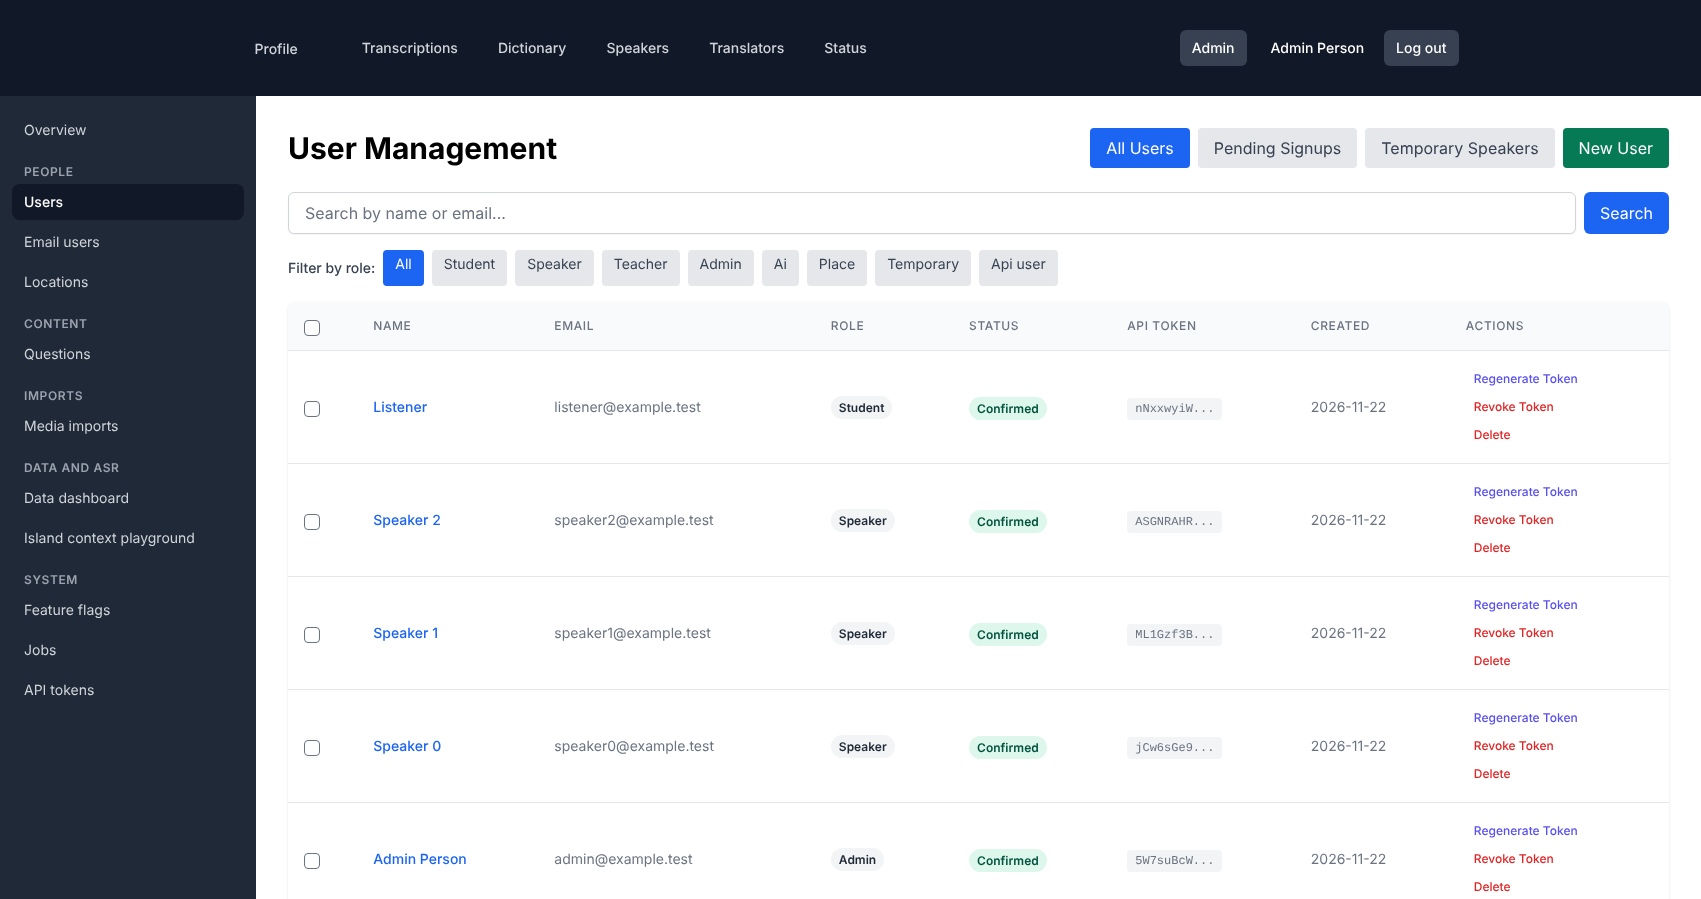 Profile Transcriptions Dictionary Speakers Translators Status Admin Admin Person Log out
Overview
PEOPLE
Users
Email users
Locations
CONTENT
Questions
IMPORTS
Media imports
DATA AND ASR
Data dashboard
Island context playground
SYSTEM
Feature flags
Jobs
API tokens
User Management
All Users Pending Signups Temporary Speakers New User
Search by name or email... Search
Filter by role: All Student Speaker Teacher Admin Ai Place Temporary Api user
NAME EMAIL ROLE STATUS API TOKEN CREATED ACTIONS
Regenerate Token
Listener listener@example.test Student Confirmed nNxxwyiW... 2026-11-22 Revoke Token
Delete
Regenerate Token
Speaker 2 speaker2@example.test Speaker Confirmed ASGNRAHR... 2026-11-22 Revoke Token
Delete
Regenerate Token
Speaker 1 speaker1@example.test Speaker Confirmed ML1Gzf3B... 2026-11-22 Revoke Token
Delete
Regenerate Token
Speaker 0 speaker0@example.test Speaker Confirmed jCw6sGe9... 2026-11-22 Revoke Token
Delete
Regenerate Token
Admin Person admin@example.test Admin Confirmed 5W7suBcW... 2026-11-22 Revoke Token
Delete